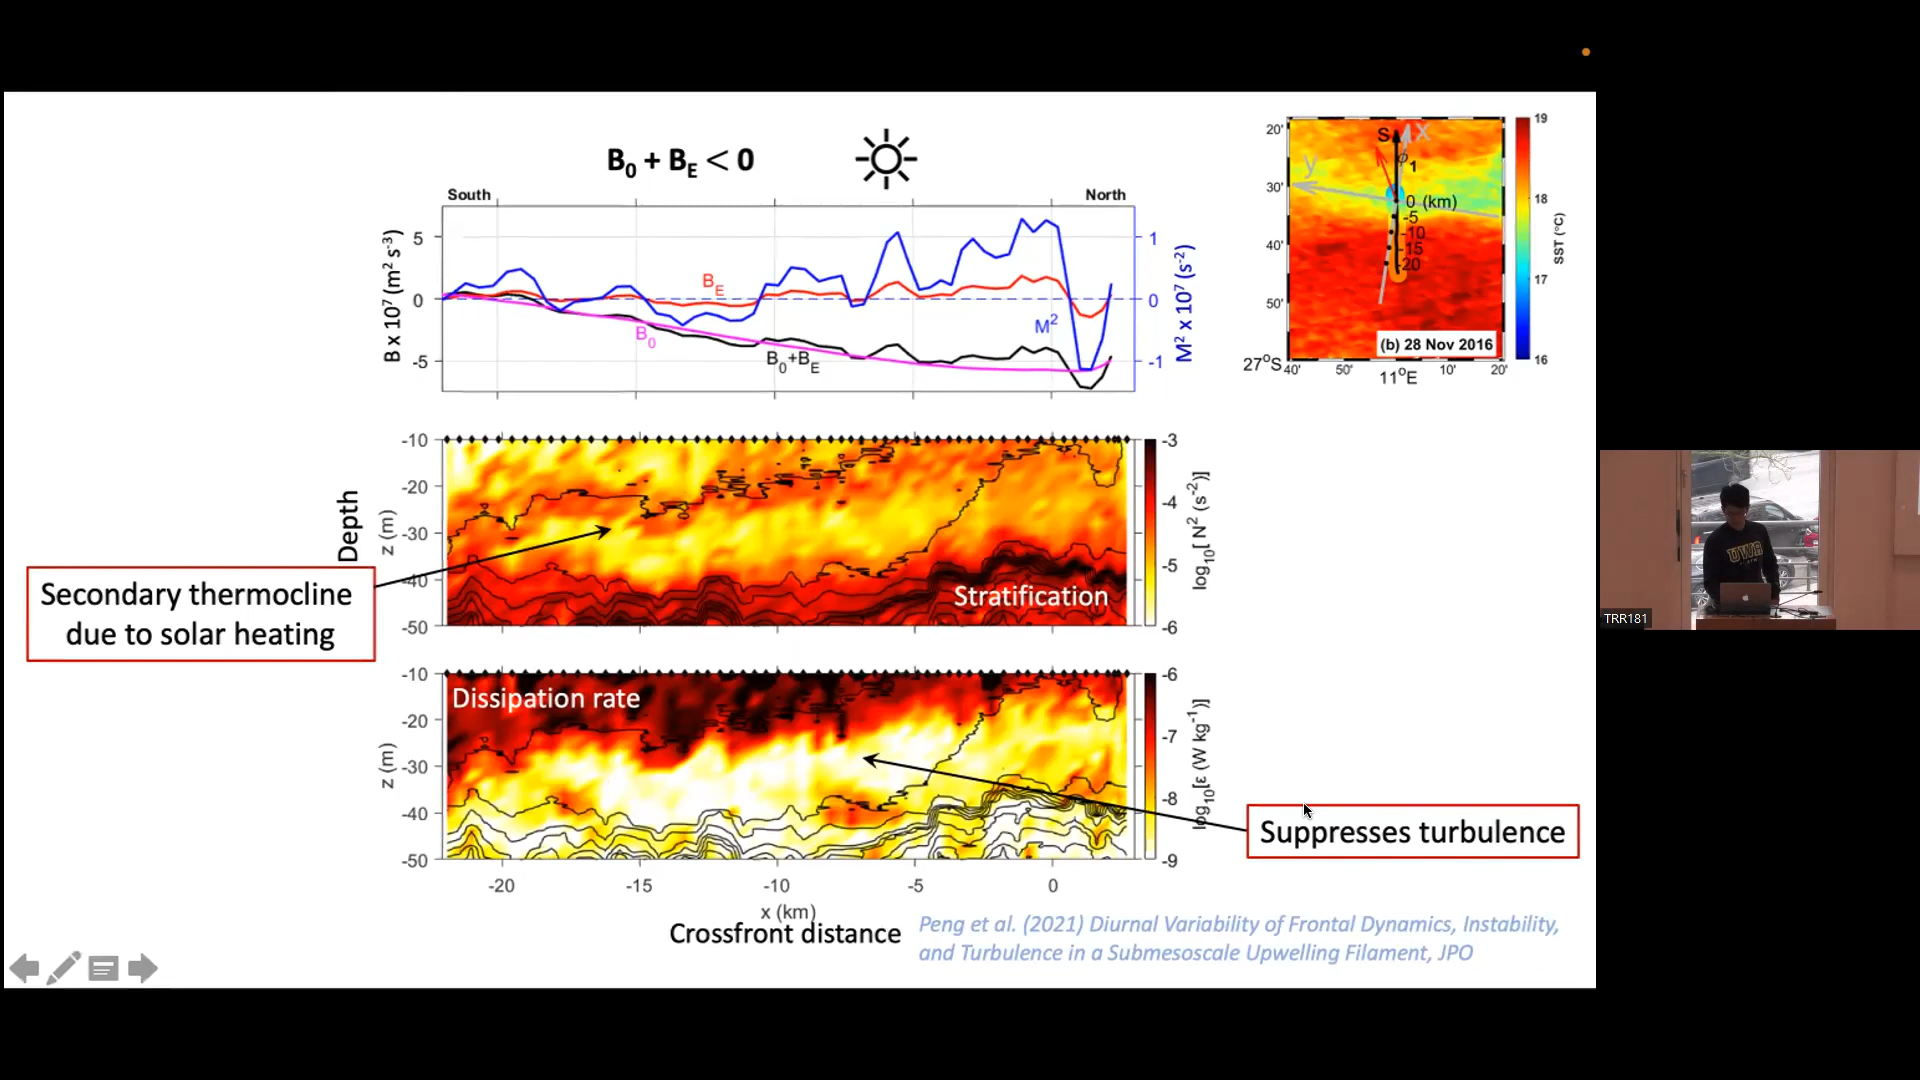 B0 + BE < 0
South
North
B x 10^7 (m^2 s^-3)
5
0
-5
BE
B0
B0+BE
M^2
1
0
-1
M^2 x 10^7 (s^-2)
20'
30'
40'
50'
27°S
40'
50'
11°E
10'
20'
S
X
y
ϕ
1
0 (km)
-5
-10
-15
-20
(b) 28 Nov 2016
19
18
17
16
SST (°C)
Depth
z (m)
-10
-20
-30
-40
-50
Stratification
-3
-4
-5
-6
log10[ N^2 (s^-2)]
Secondary thermocline
due to solar heating
UWB
TRR181
z (m)
-10
-20
-30
-40
-50
Dissipation rate
-6
-7
-8
-9
log10[ε (W kg^-1)]
Suppresses turbulence
-20
-15
-10
-5
0
x (km)
Crossfront distance
Peng et al. (2021) Diurnal Variability of Frontal Dynamics, Instability,
and Turbulence in a Submesoscale Upwelling Filament, JPO